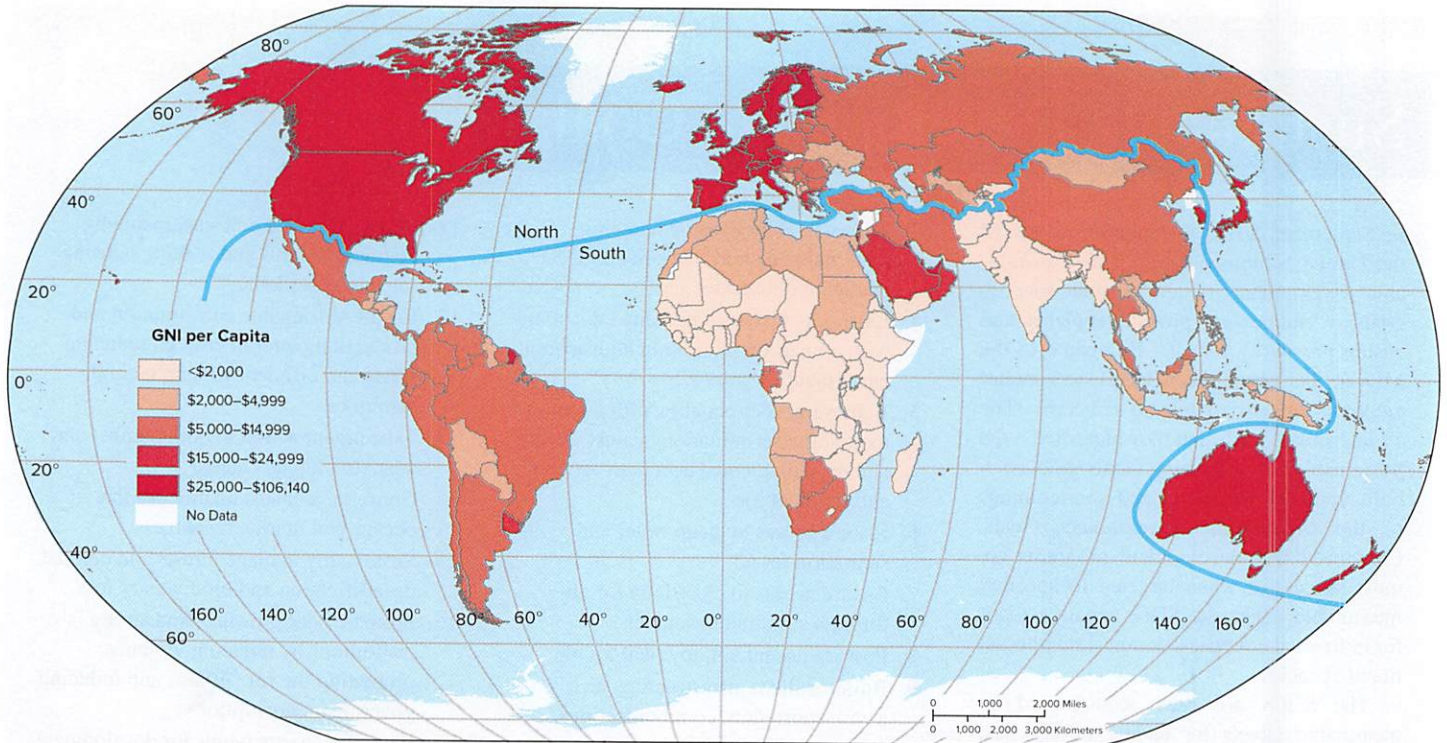 80°
60°
40°
North
South
20°
GNI per Capita
<$2,000
$2,000–$4,999
$5,000–$14,999
$15,000–$24,999
$25,000–$106,140
No Data
0°
20°
40°
160° 140° 120° 100° 80° 60° 40° 20° 0° 20° 40° 60° 80° 100° 120° 140° 160°
60°
0 1,000 2,000 Miles
0 1,000 2,000 3,000 Kilometers